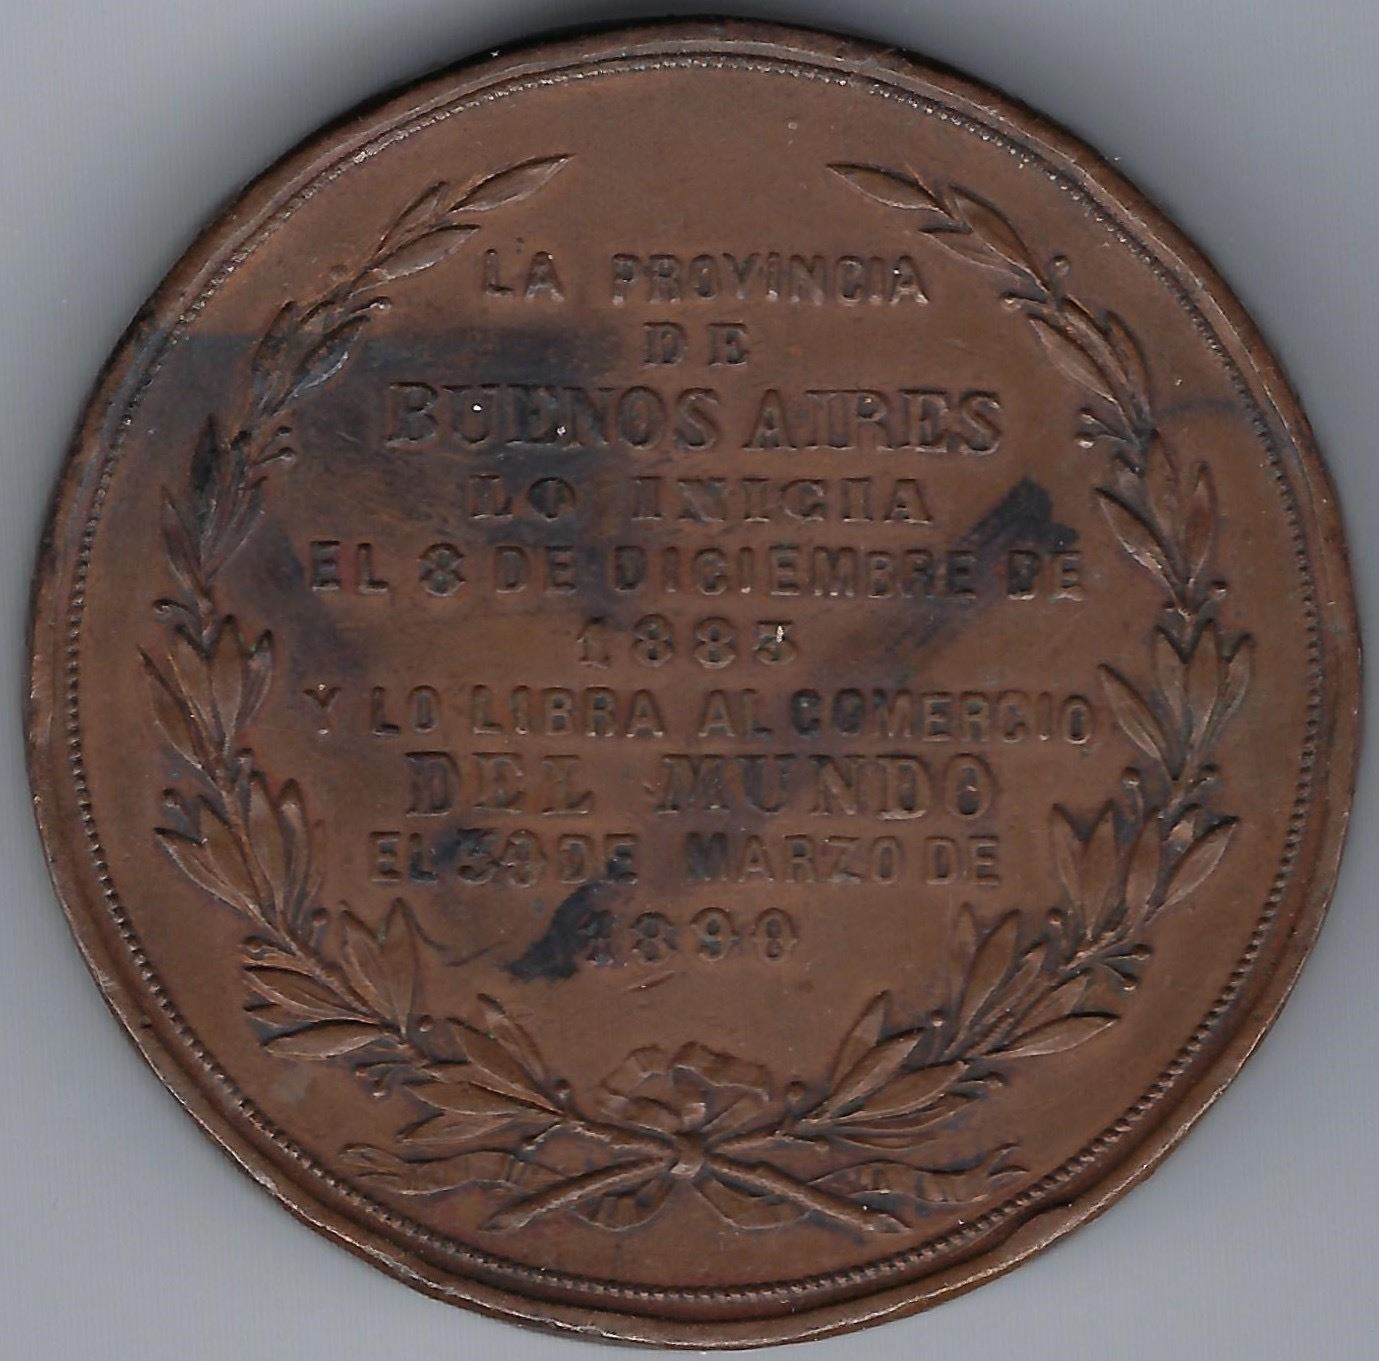 LA PROVINCIA
DE
BUENOS AIRES
LO INICIA
EL 8 DE DICIEMBRE DE
1885
Y LO LIBRA AL COMERCIO
DEL MUNDO
EL 30 DE MARZO DE
1890